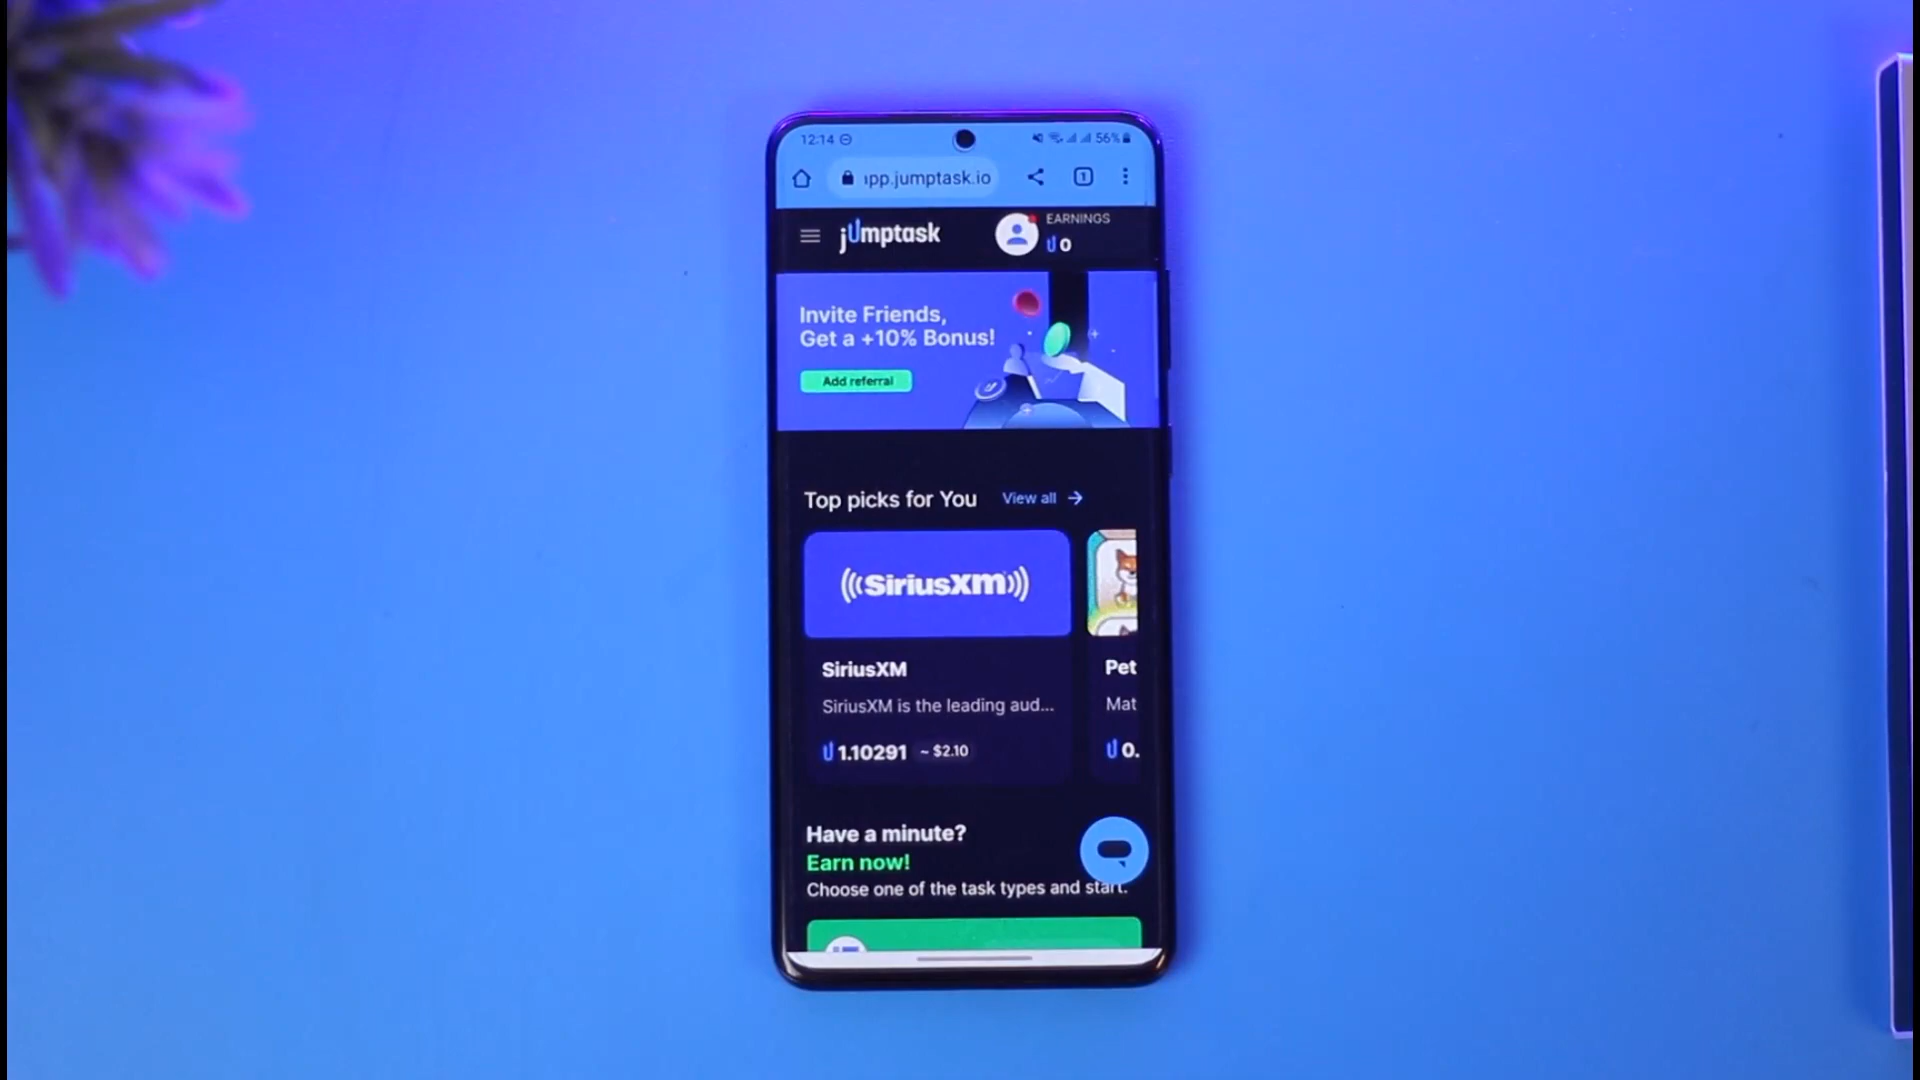 12:14
56%
app.jumptask.io
1
jumptask
EARNINGS
0
Invite Friends,
Get a +10% Bonus!
Add referral
Top picks for You
View all
SiriusXM
SiriusXM
SiriusXM is the leading aud...
1.10291 ~ $2.10
Pet
Mat
0.
Have a minute?
Earn now!
Choose one of the task types and start.